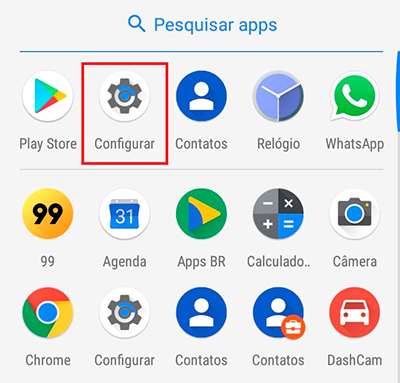 Pesquisar apps
Play Store Configurar Contatos Relógio WhatsApp
99 31
99 Agenda Apps BR Calculado.. Câmera
Chrome Configurar Contatos Contatos DashCam